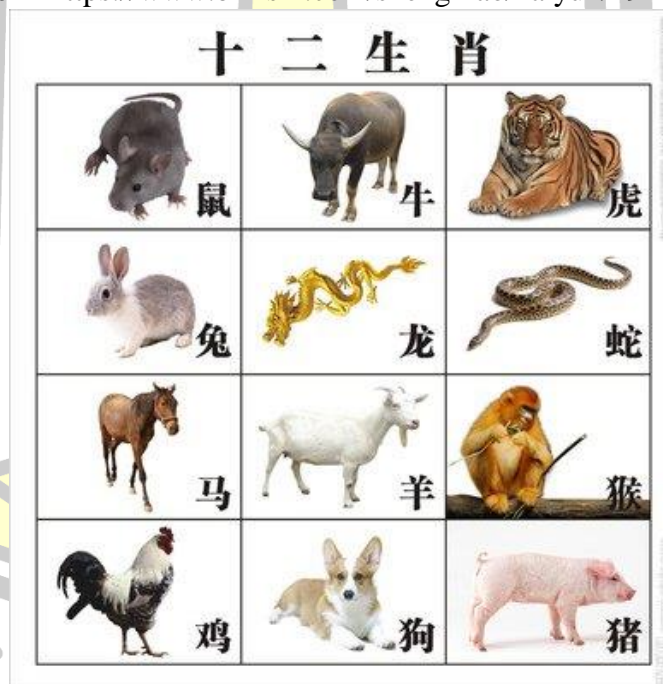 十二生肖
鼠 牛 虎
兔 龙 蛇
马 羊 猴
鸡 狗 猪